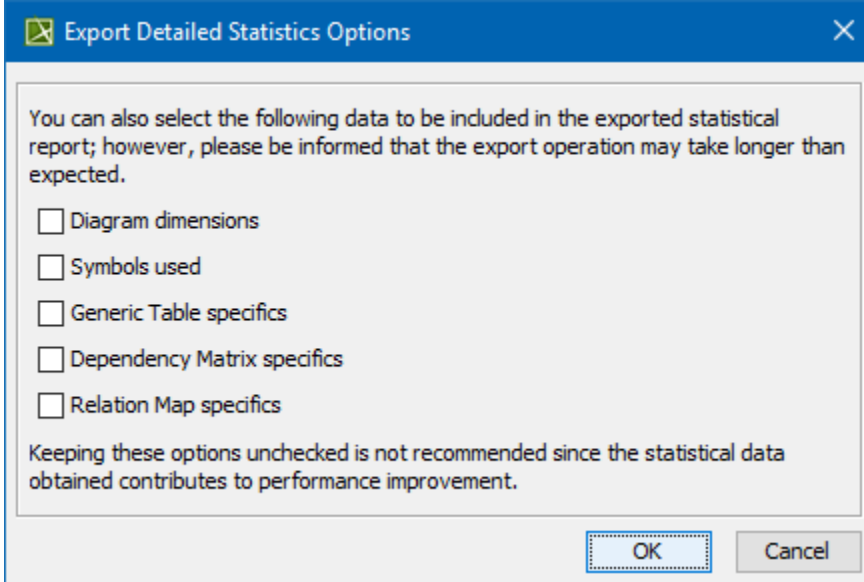 Export Detailed Statistics Options
You can also select the following data to be included in the exported statistical
report; however, please be informed that the export operation may take longer than
expected.
Diagram dimensions
Symbols used
Generic Table specifics
Dependency Matrix specifics
Relation Map specifics
Keeping these options unchecked is not recommended since the statistical data
obtained contributes to performance improvement.
OK
Cancel